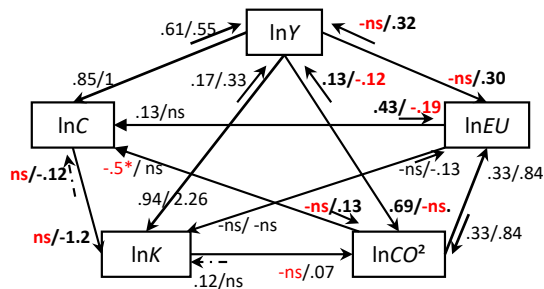 .61/.55
lnY
-ns/.32
.85/1
.17/.33
.13/-.12
-ns/.30
.13/ns
.43/ -.19
lnC
lnEU
ns/-.12
-.5*/ ns
-ns/-.13
.33/.84
.94/2.26
-ns/.13
.69/-ns.
ns/-1.2
-ns/ -ns
.33/.84
lnK
lnCO²
.12/ns
-ns/.07